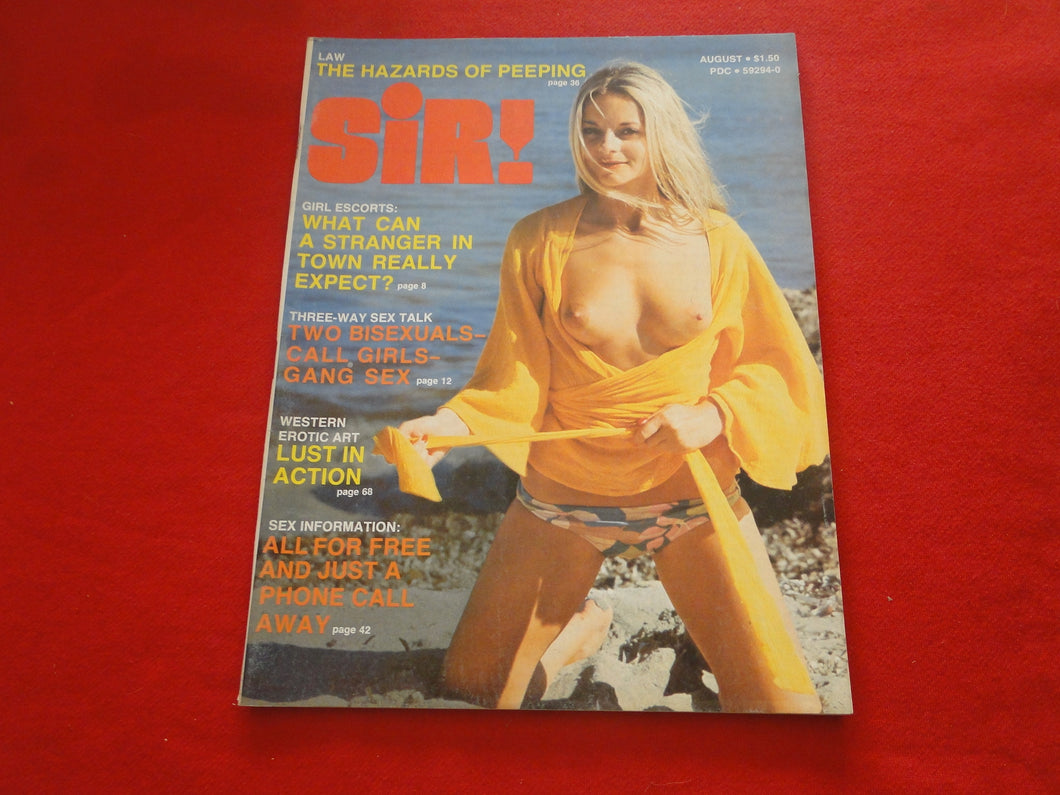 LAW
THE HAZARDS OF PEEPING
page 36
AUGUST • $1.50
PDC • 59294-0
SiR!
GIRL ESCORTS:
WHAT CAN
A STRANGER IN
TOWN REALLY
EXPECT? page 8
THREE-WAY SEX TALK
TWO BISEXUALS–
CALL GIRLS–
GANG SEX page 12
WESTERN
EROTIC ART
LUST IN
ACTION
page 68
SEX INFORMATION:
ALL FOR FREE
AND JUST A
PHONE CALL
AWAY page 42